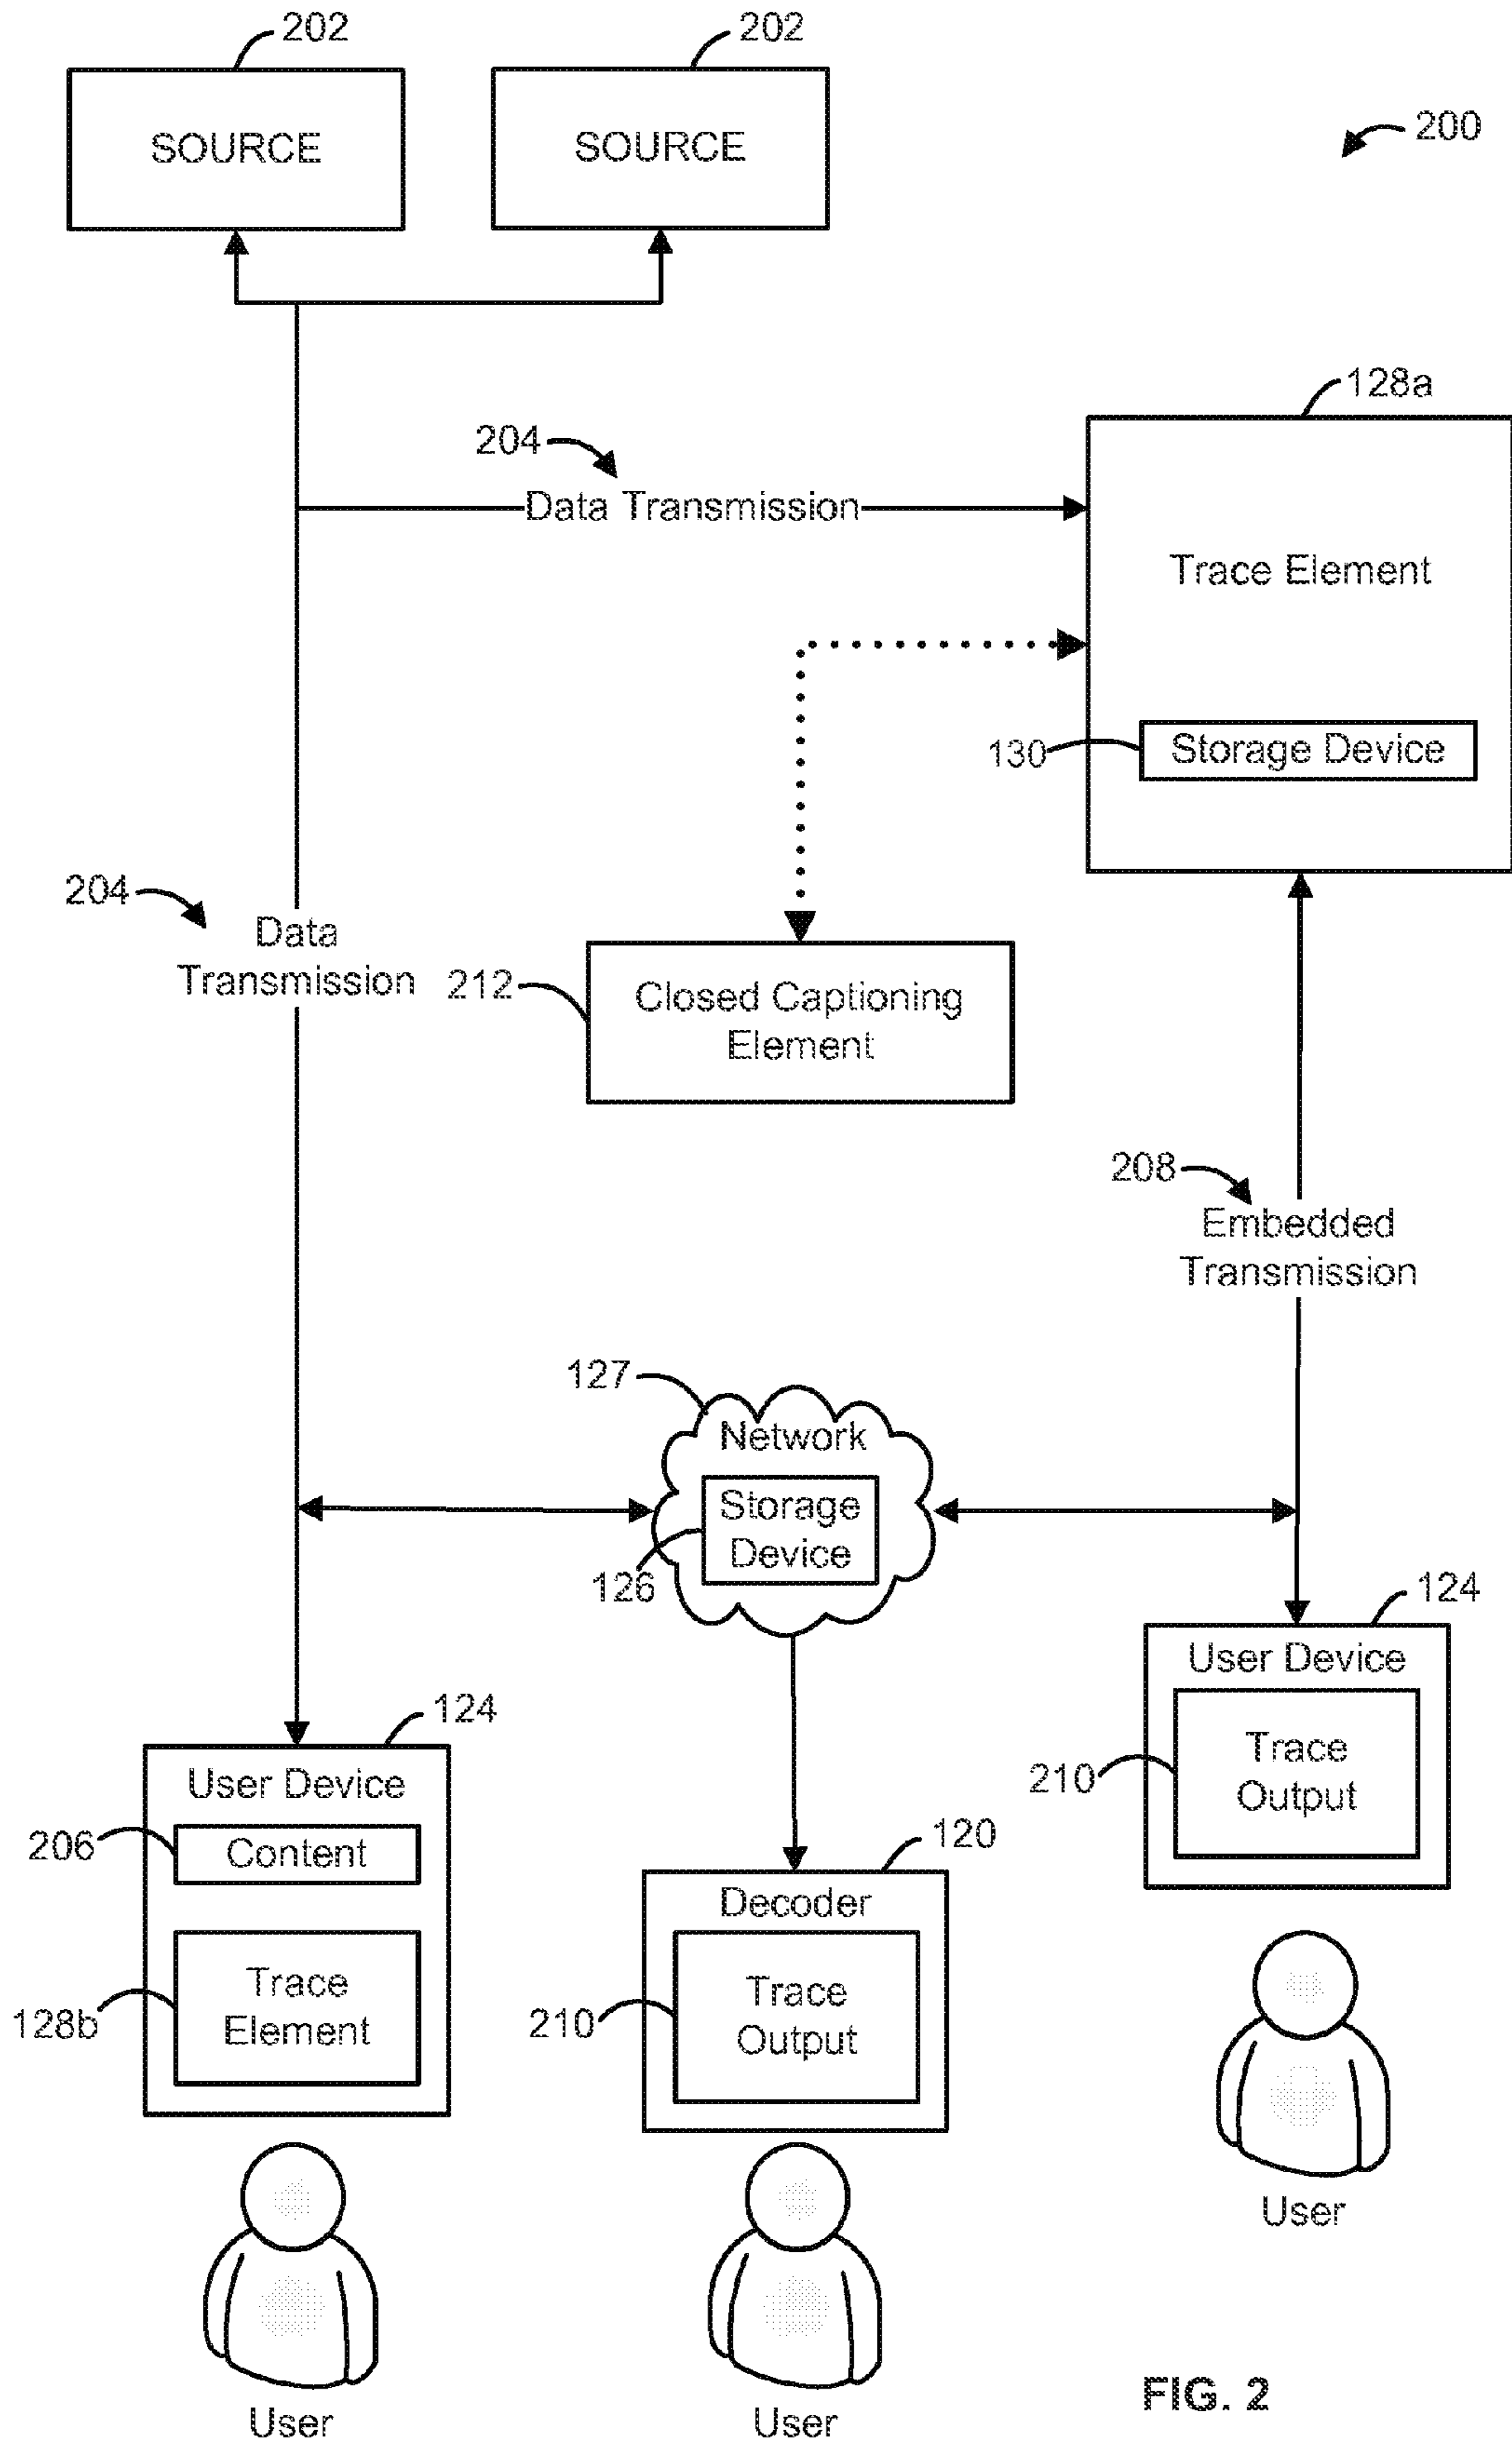 202
202
SOURCE
SOURCE
200
128a
204
Data Transmission
Trace Element
130
Storage Device
204
Data
Transmission
212
Closed Captioning
Element
208
Embedded
Transmission
127
Network
Storage
Device
126
124
User Device
Trace
Output
210
124
User Device
206
Content
Trace
Element
128b
120
Decoder
Trace
Output
210
User
User
User
FIG. 2